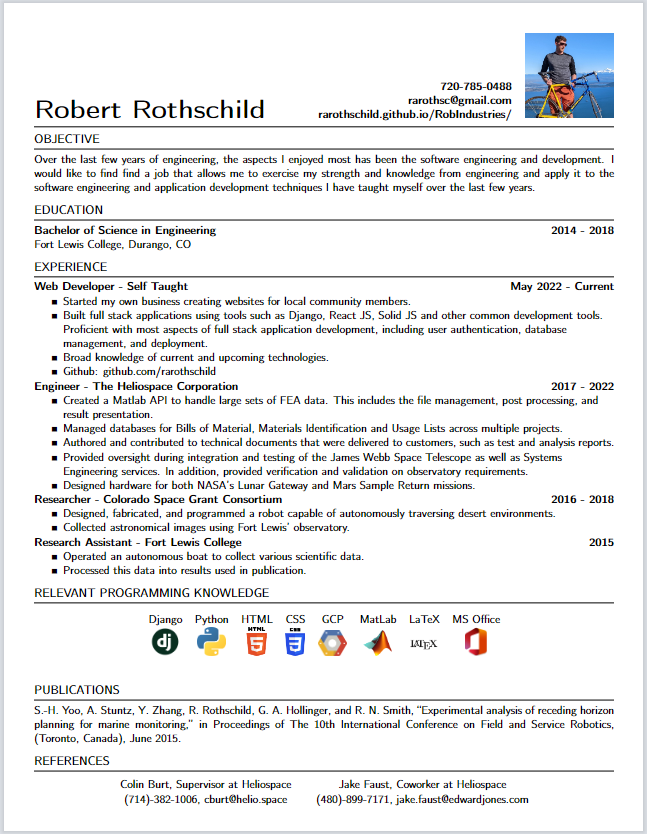 720-785-0488
rarothsc@gmail.com
Robert Rothschild
rarothschild.github.io/RobIndustries/
OBJECTIVE
Over the last few years of engineering, the aspects I enjoyed most has been the software engineering and development. I
would like to find find a job that allows me to exercise my strength and knowledge from engineering and apply it to the
software engineering and application development techniques I have taught myself over the last few years.
EDUCATION
Bachelor of Science in Engineering 2014 - 2018
Fort Lewis College, Durango, CO
EXPERIENCE
Web Developer - Self Taught May 2022 - Current
▪ Started my own business creating websites for local community members.
▪ Built full stack applications using tools such as Django, React JS, Solid JS and other common development tools.
Proficient with most aspects of full stack application development, including user authentication, database
management, and deployment.
▪ Broad knowledge of current and upcoming technologies.
▪ Github: github.com/rarothschild
Engineer - The Heliospace Corporation 2017 - 2022
▪ Created a Matlab API to handle large sets of FEA data. This includes the file management, post processing, and
result presentation.
▪ Managed databases for Bills of Material, Materials Identification and Usage Lists across multiple projects.
▪ Authored and contributed to technical documents that were delivered to customers, such as test and analysis reports.
▪ Provided oversight during integration and testing of the James Webb Space Telescope as well as Systems
Engineering services. In addition, provided verification and validation on observatory requirements.
▪ Designed hardware for both NASA's Lunar Gateway and Mars Sample Return missions.
Researcher - Colorado Space Grant Consortium 2016 - 2018
▪ Designed, fabricated, and programmed a robot capable of autonomously traversing desert environments.
▪ Collected astronomical images using Fort Lewis' observatory.
Research Assistant - Fort Lewis College 2015
▪ Operated an autonomous boat to collect various scientific data.
▪ Processed this data into results used in publication.
RELEVANT PROGRAMMING KNOWLEDGE
Django Python HTML CSS GCP MatLab LaTeX MS Office
dj HTML 5 CSS 3 LATEX
PUBLICATIONS
S.-H. Yoo, A. Stuntz, Y. Zhang, R. Rothschild, G. A. Hollinger, and R. N. Smith, "Experimental analysis of receding horizon
planning for marine monitoring," in Proceedings of The 10th International Conference on Field and Service Robotics,
(Toronto, Canada), June 2015.
REFERENCES
Colin Burt, Supervisor at Heliospace Jake Faust, Coworker at Heliospace
(714)-382-1006, cburt@helio.space (480)-899-7171, jake.faust@edwardjones.com